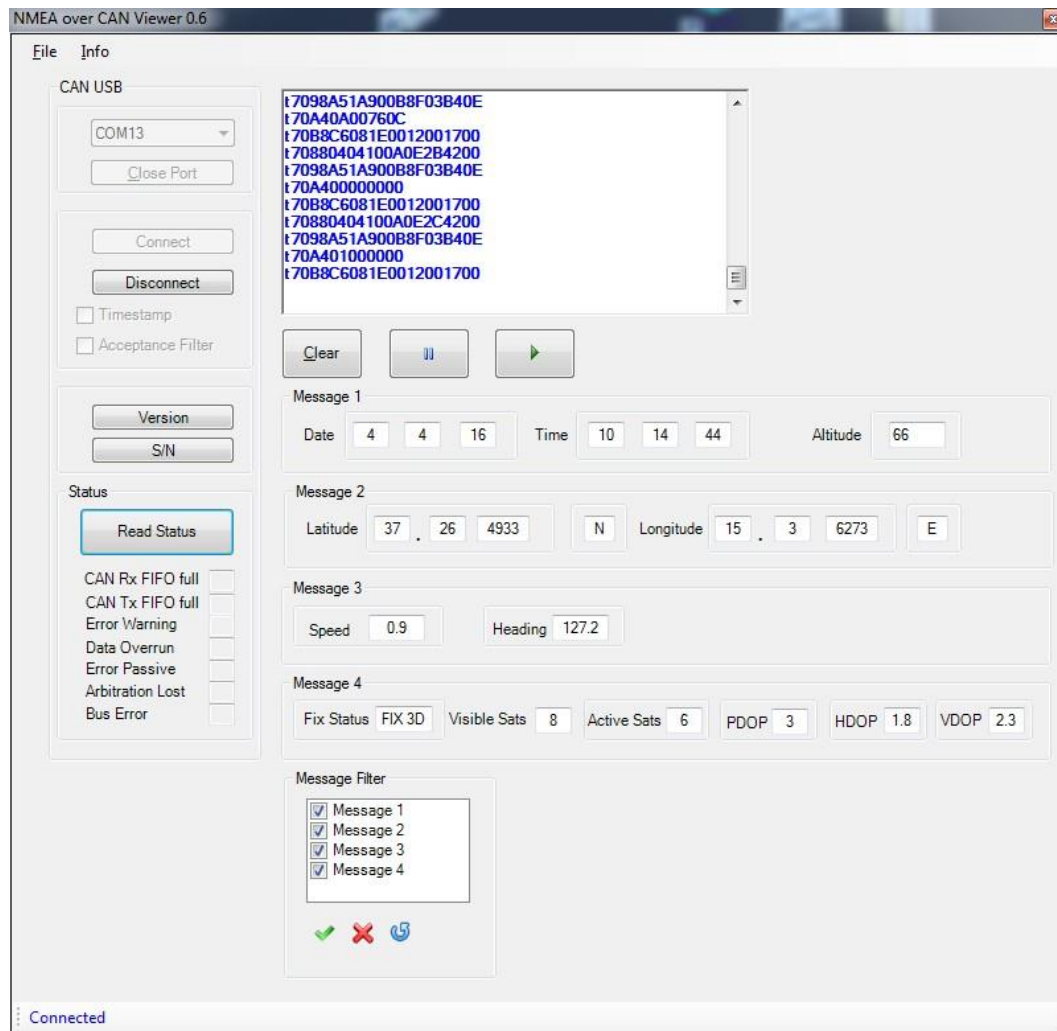 NMEA over CAN Viewer 0.6
File Info
CAN USB
COM13
Close Port
Connect
Disconnect
Timestamp
Acceptance Filter
Version
S/N
Status
Read Status
CAN Rx FIFO full
CAN Tx FIFO full
Error Warning
Data Overrun
Error Passive
Arbitration Lost
Bus Error
t7098A51A900B8F03B40E
t70A40A00760C
t70B8C6081E0012001700
t70880404100A0E2B4200
t7098A51A900B8F03B40E
t70A400000000
t70B8C6081E0012001700
t70880404100A0E2C4200
t7098A51A900B8F03B40E
t70A401000000
t70B8C6081E0012001700
Clear
Message 1
Date 4 4 16 Time 10 14 44 Altitude 66
Message 2
Latitude 37 . 26 4933 N Longitude 15 . 3 6273 E
Message 3
Speed 0.9 Heading 127.2
Message 4
Fix Status FIX 3D Visible Sats 8 Active Sats 6 PDOP 3 HDOP 1.8 VDOP 2.3
Message Filter
Message 1
Message 2
Message 3
Message 4
Connected